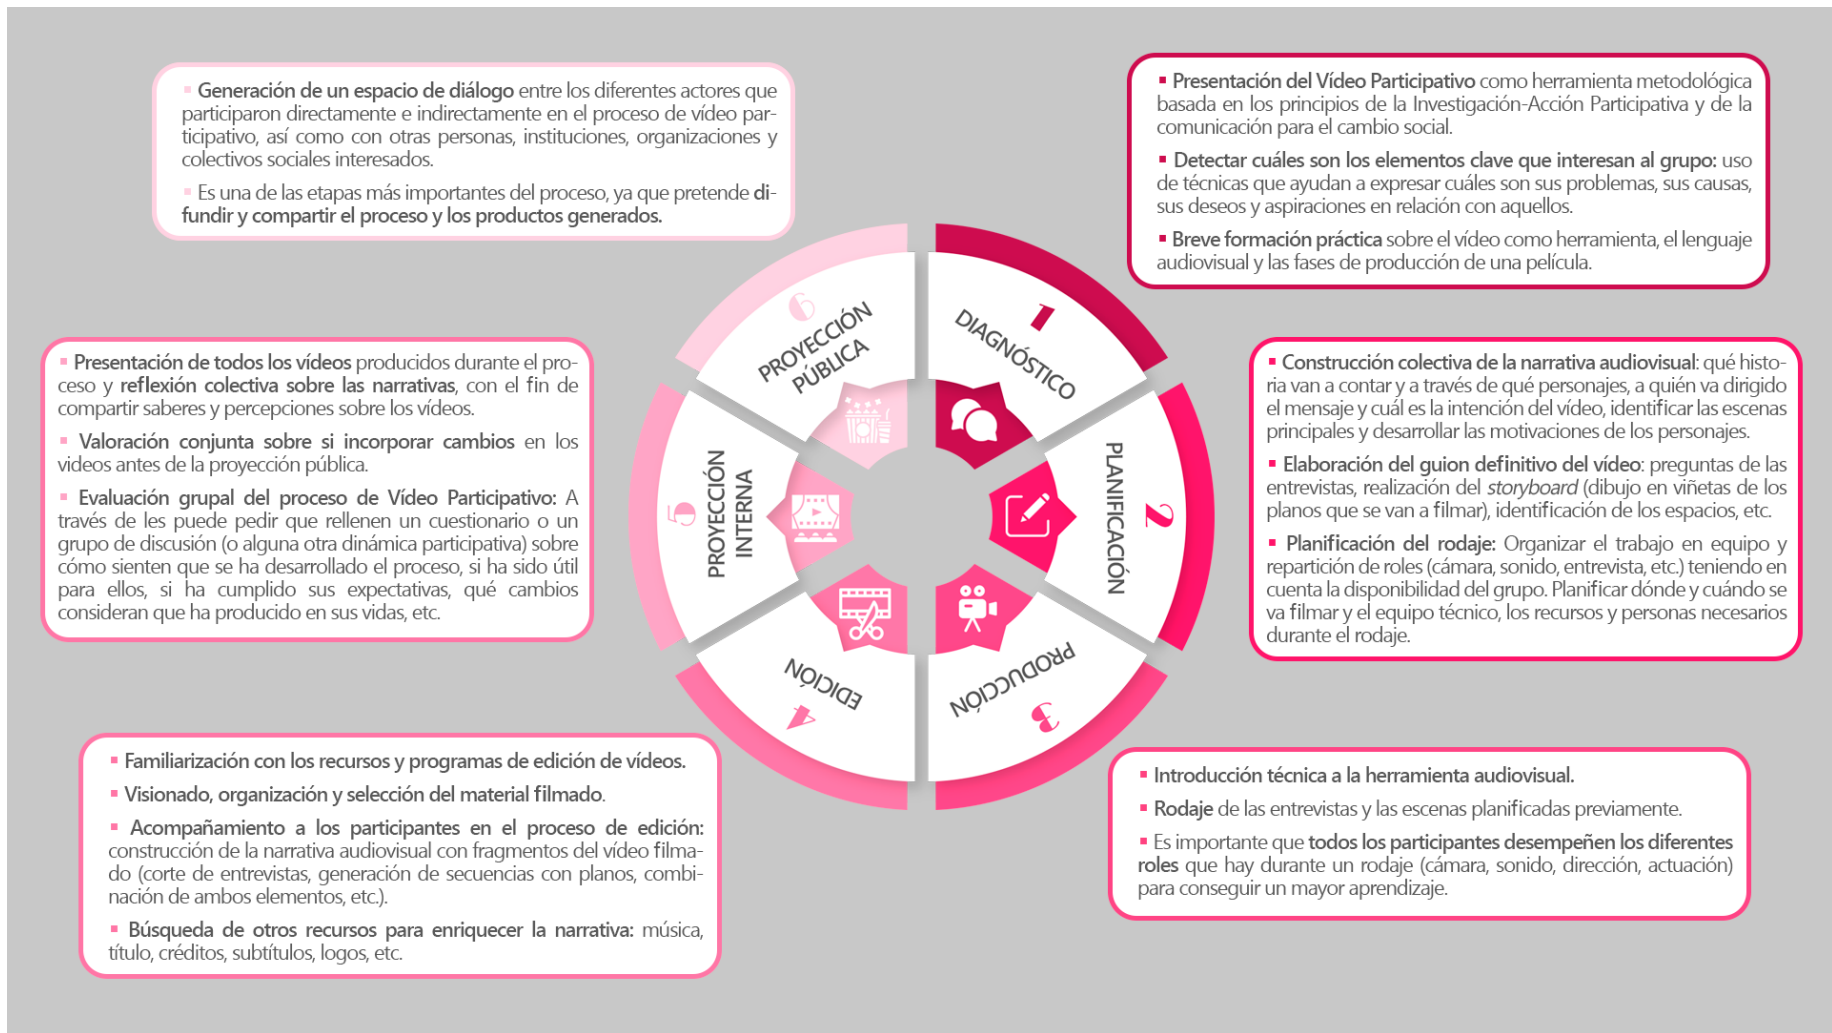 1
DIAGNÓSTICO
▪ Presentación del Vídeo Participativo como herramienta metodológica
basada en los principios de la Investigación-Acción Participativa y de la
comunicación para el cambio social.
▪ Detectar cuáles son los elementos clave que interesan al grupo: uso
de técnicas que ayudan a expresar cuáles son sus problemas, sus causas,
sus deseos y aspiraciones en relación con aquellos.
▪ Breve formación práctica sobre el vídeo como herramienta, el lenguaje
audiovisual y las fases de producción de una película.
2
PLANIFICACIÓN
▪ Construcción colectiva de la narrativa audiovisual: qué histo-
ria van a contar y a través de qué personajes, a quién va dirigido
el mensaje y cuál es la intención del vídeo, identificar las escenas
principales y desarrollar las motivaciones de los personajes.
▪ Elaboración del guion definitivo del vídeo: preguntas de las
entrevistas, realización del storyboard (dibujo en viñetas de los
planos que se van a filmar), identificación de los espacios, etc.
▪ Planificación del rodaje: Organizar el trabajo en equipo y
repartición de roles (cámara, sonido, entrevista, etc.) teniendo en
cuenta la disponibilidad del grupo. Planificar dónde y cuándo se
va filmar y el equipo técnico, los recursos y personas necesarios
durante el rodaje.
3
PRODUCCIÓN
▪ Introducción técnica a la herramienta audiovisual.
▪ Rodaje de las entrevistas y las escenas planificadas previamente.
▪ Es importante que todos los participantes desempeñen los diferentes
roles que hay durante un rodaje (cámara, sonido, dirección, actuación)
para conseguir un mayor aprendizaje.
4
EDICIÓN
▪ Familiarización con los recursos y programas de edición de vídeos.
▪ Visionado, organización y selección del material filmado.
▪ Acompañamiento a los participantes en el proceso de edición:
construcción de la narrativa audiovisual con fragmentos del vídeo filma-
do (corte de entrevistas, generación de secuencias con planos, combi-
nación de ambos elementos, etc.).
▪ Búsqueda de otros recursos para enriquecer la narrativa: música,
título, créditos, subtítulos, logos, etc.
5
PROYECCIÓN
INTERNA
▪ Presentación de todos los vídeos producidos durante el pro-
ceso y reflexión colectiva sobre las narrativas, con el fin de
compartir saberes y percepciones sobre los vídeos.
▪ Valoración conjunta sobre si incorporar cambios en los
videos antes de la proyección pública.
▪ Evaluación grupal del proceso de Vídeo Participativo: A
través de les puede pedir que rellenen un cuestionario o un
grupo de discusión (o alguna otra dinámica participativa) sobre
cómo sienten que se ha desarrollado el proceso, si ha sido útil
para ellos, si ha cumplido sus expectativas, qué cambios
consideran que ha producido en sus vidas, etc.
6
PROYECCIÓN
PÚBLICA
▪ Generación de un espacio de diálogo entre los diferentes actores que
participaron directamente e indirectamente en el proceso de vídeo par-
ticipativo, así como con otras personas, instituciones, organizaciones y
colectivos sociales interesados.
▪ Es una de las etapas más importantes del proceso, ya que pretende di-
fundir y compartir el proceso y los productos generados.